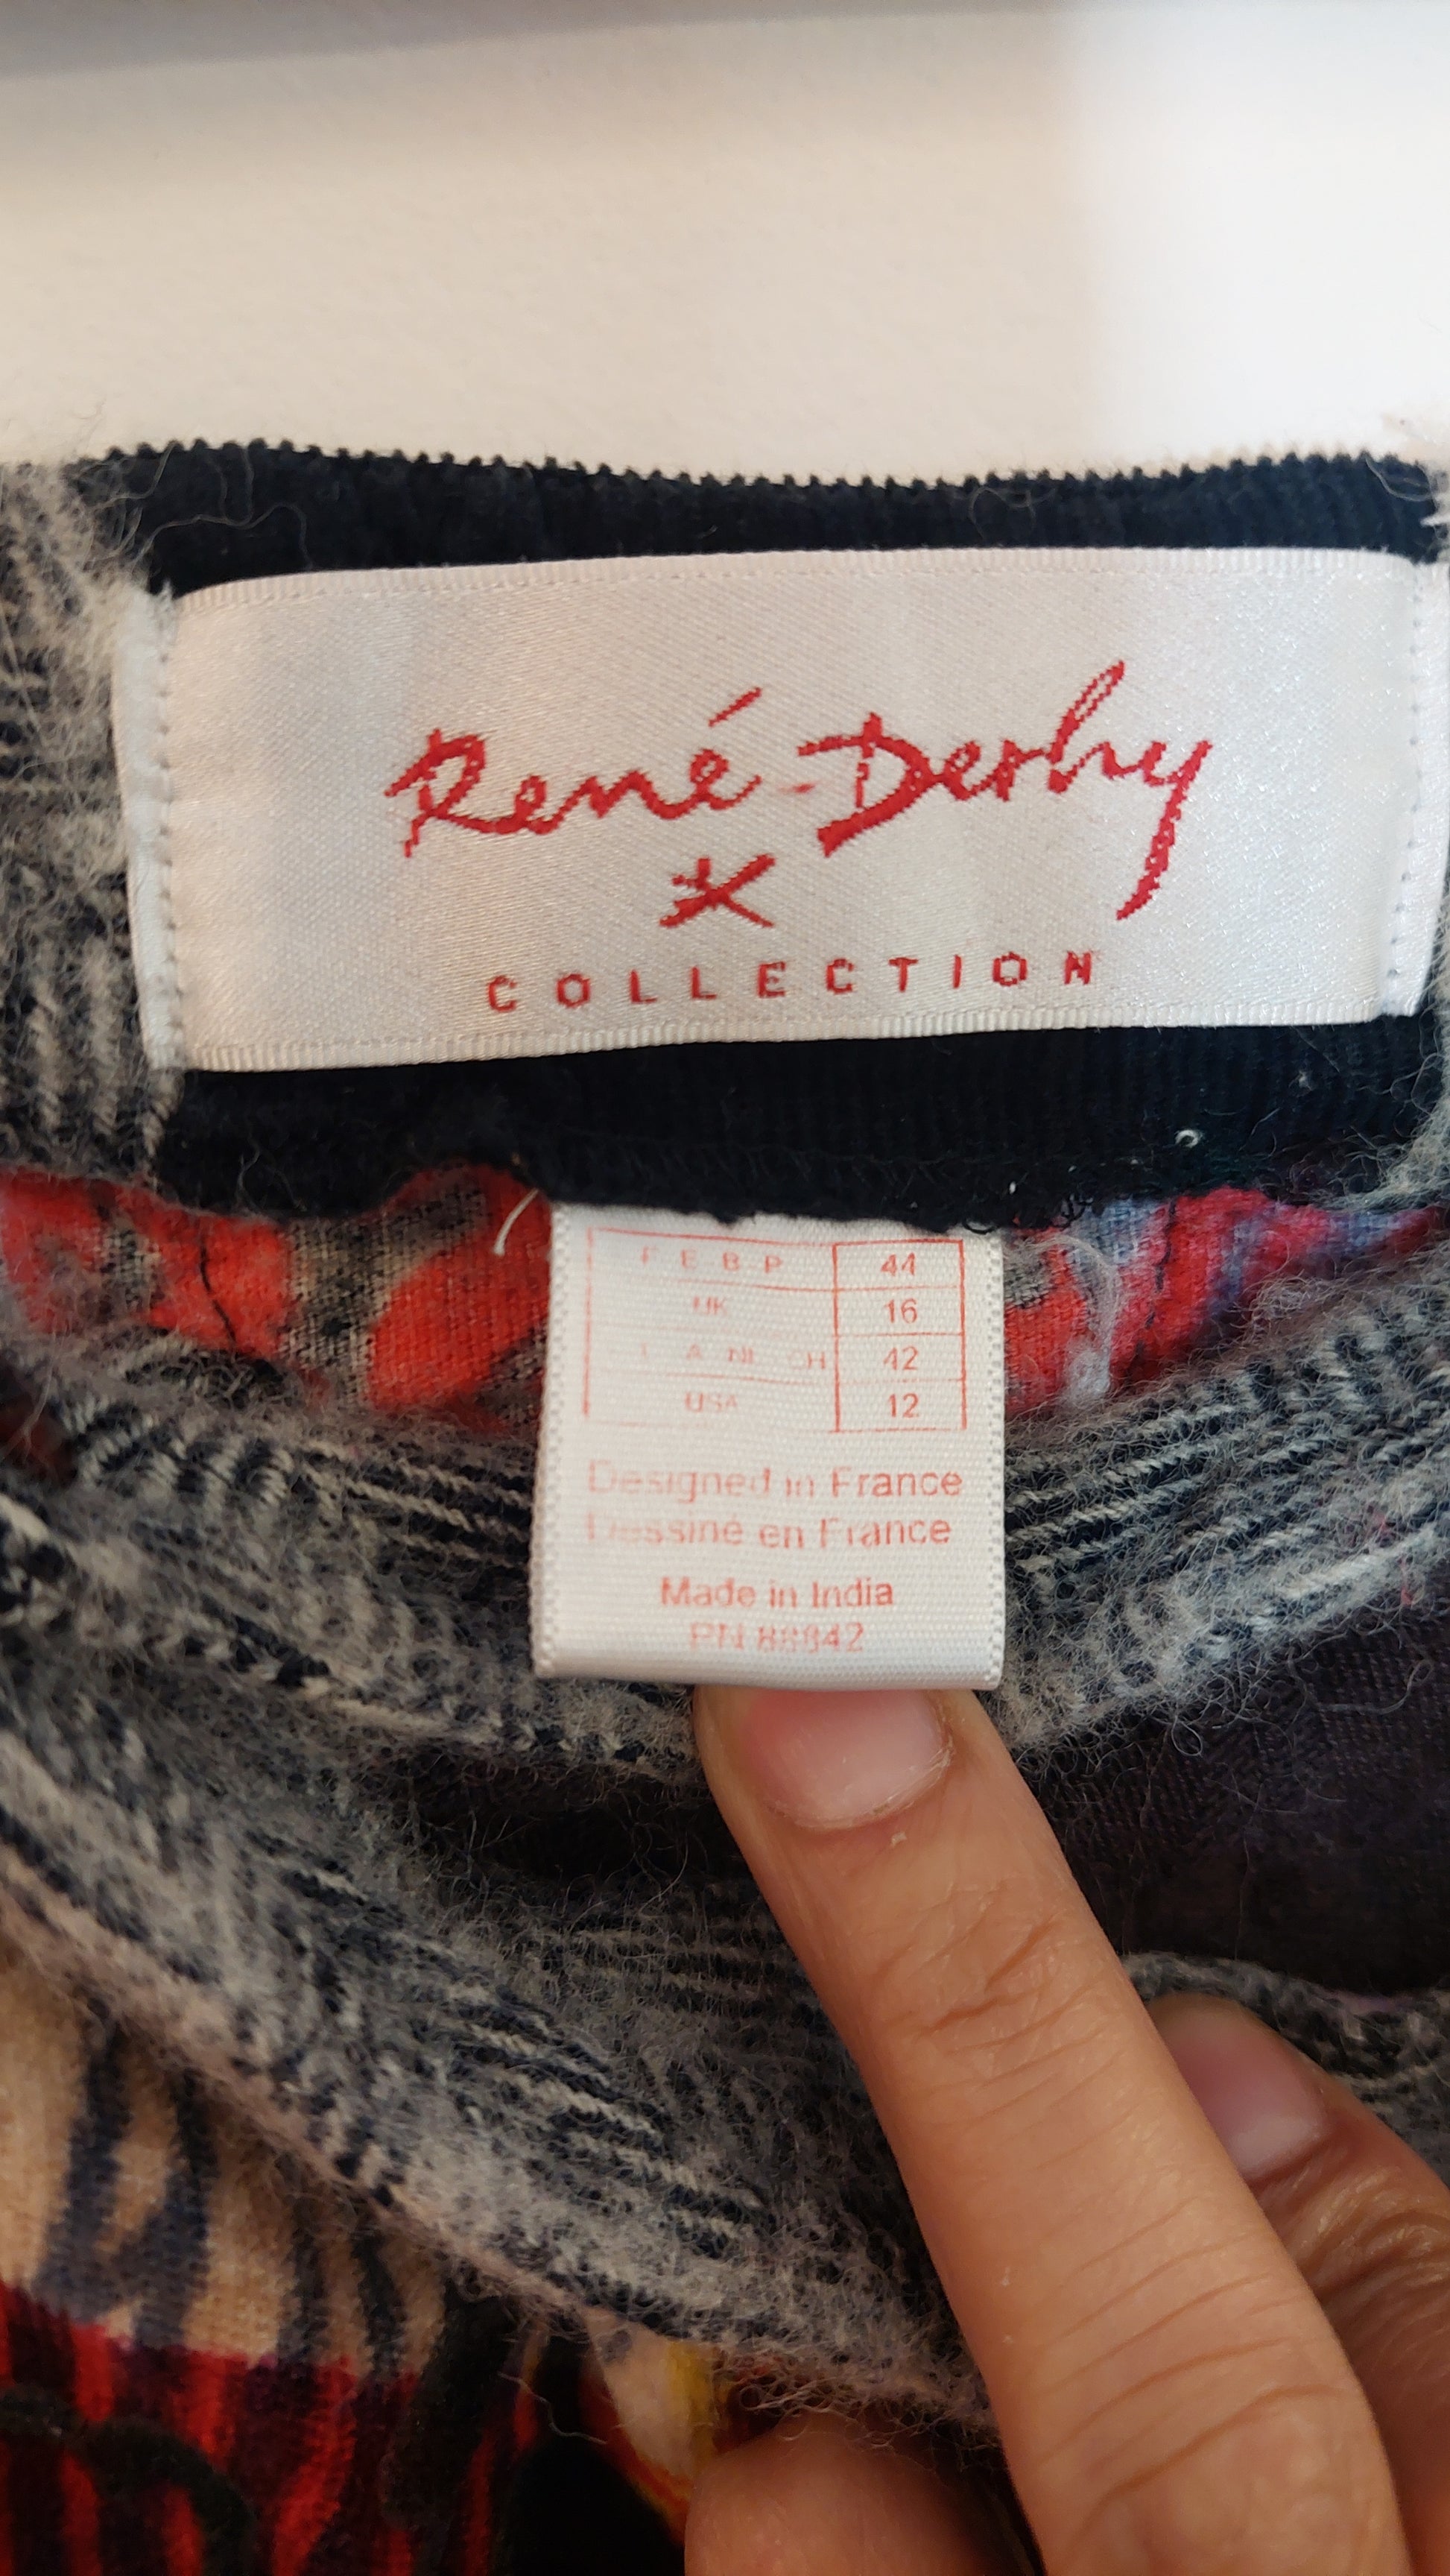 René Derhy
COLLECTION
F E B P 44
UK 16
A NL CH 42
USA 12
Designed in France
Dessiné en France
Made in India